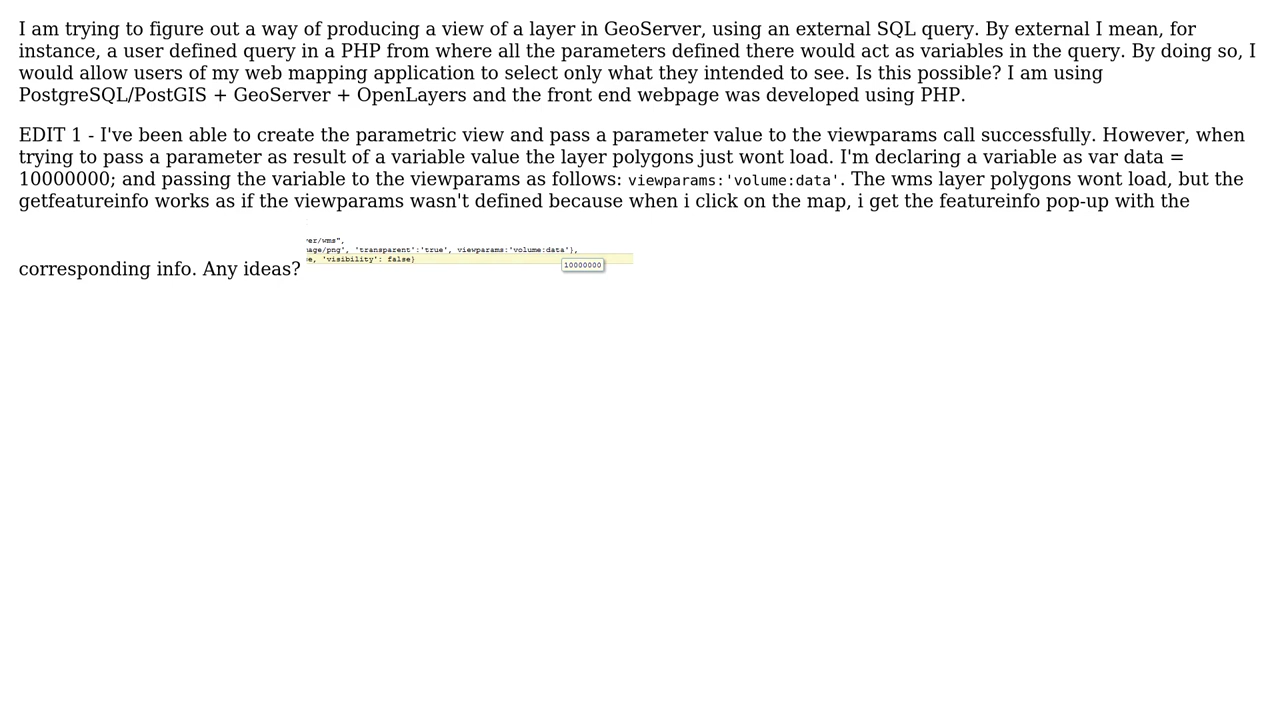 I am trying to figure out a way of producing a view of a layer in GeoServer, using an external SQL query. By external I mean, for
instance, a user defined query in a PHP from where all the parameters defined there would act as variables in the query. By doing so, I
would allow users of my web mapping application to select only what they intended to see. Is this possible? I am using
PostgreSQL/PostGIS + GeoServer + OpenLayers and the front end webpage was developed using PHP.
EDIT 1 - I've been able to create the parametric view and pass a parameter value to the viewparams call successfully. However, when
trying to pass a parameter as result of a variable value the layer polygons just wont load. I'm declaring a variable as var data =
10000000; and passing the variable to the viewparams as follows: viewparams:'volume:data'. The wms layer polygons wont load, but the
getfeatureinfo works as if the viewparams wasn't defined because when i click on the map, i get the featureinfo pop-up with the
er/wms",
age/png', 'transparent':'true', viewparams:'volume:data'},
e, 'visibility': false}
10000000
corresponding info. Any ideas?